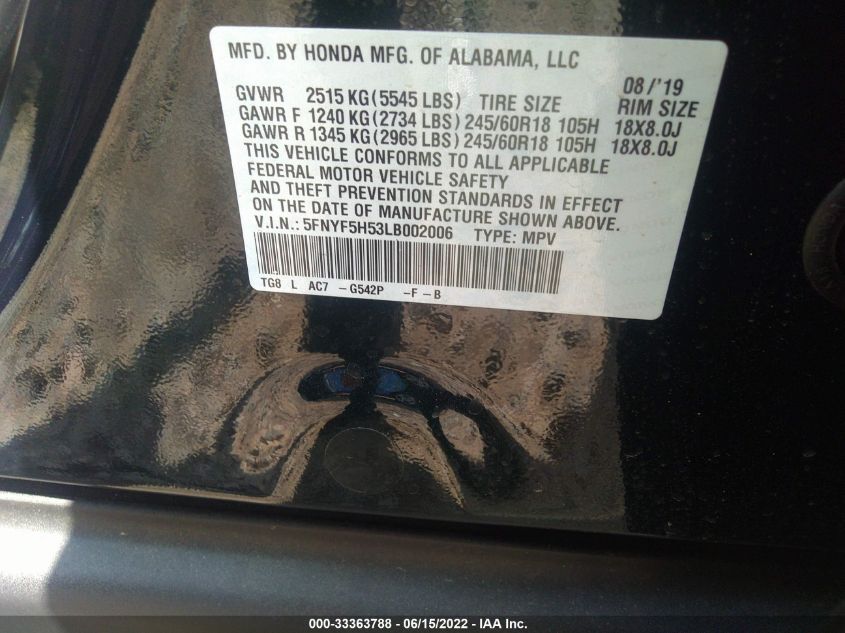 MFD. BY HONDA MFG. OF ALABAMA, LLC
08/'19
GVWR 2515 KG(5545 LBS) TIRE SIZE RIM SIZE
GAWR F 1240 KG(2734 LBS) 245/60R18 105H 18X8.0J
GAWR R 1345 KG(2965 LBS) 245/60R18 105H 18X8.0J
THIS VEHICLE CONFORMS TO ALL APPLICABLE
FEDERAL MOTOR VEHICLE SAFETY
AND THEFT PREVENTION STANDARDS IN EFFECT
ON THE DATE OF MANUFACTURE SHOWN ABOVE.
V.I.N.: 5FNYF5H53LB002006 TYPE: MPV
TG8 L AC7 -G542P -F-B
000-33363788 - 06/15/2022 - IAA Inc.